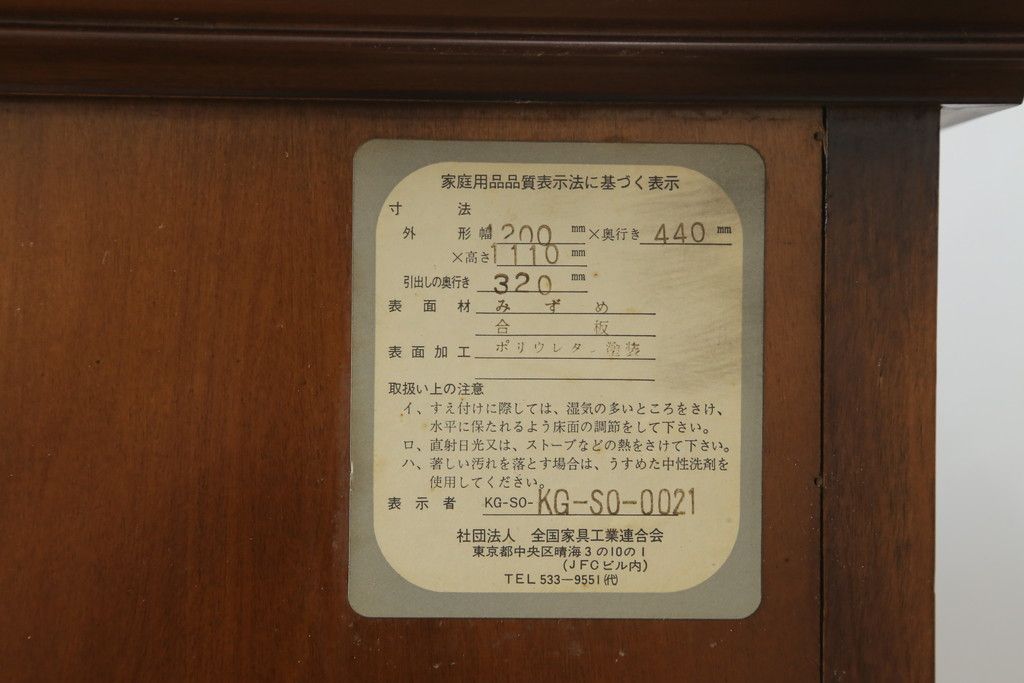 家庭用品品質表示法に基づく表示
寸法
外形 幅 1200 mm ×奥行き 440 mm
×高さ 1110 mm
引出しの奥行き 320 mm
表面材 みずめ
合板
表面加工 ポリウレタン塗装
取扱い上の注意
イ、すえ付けに際しては、湿気の多いところをさけ、
水平に保たれるよう床面の調節をして下さい。
ロ、直射日光又は、ストーブなどの熱をさけて下さい。
ハ、著しい汚れを落とす場合は、うすめた中性洗剤を
使用してください。
表示者 KG-SO-KG-SO-0021
社団法人 全国家具工業連合会
東京都中央区晴海3の10の1
(JFCビル内)
TEL 533—9551㈹